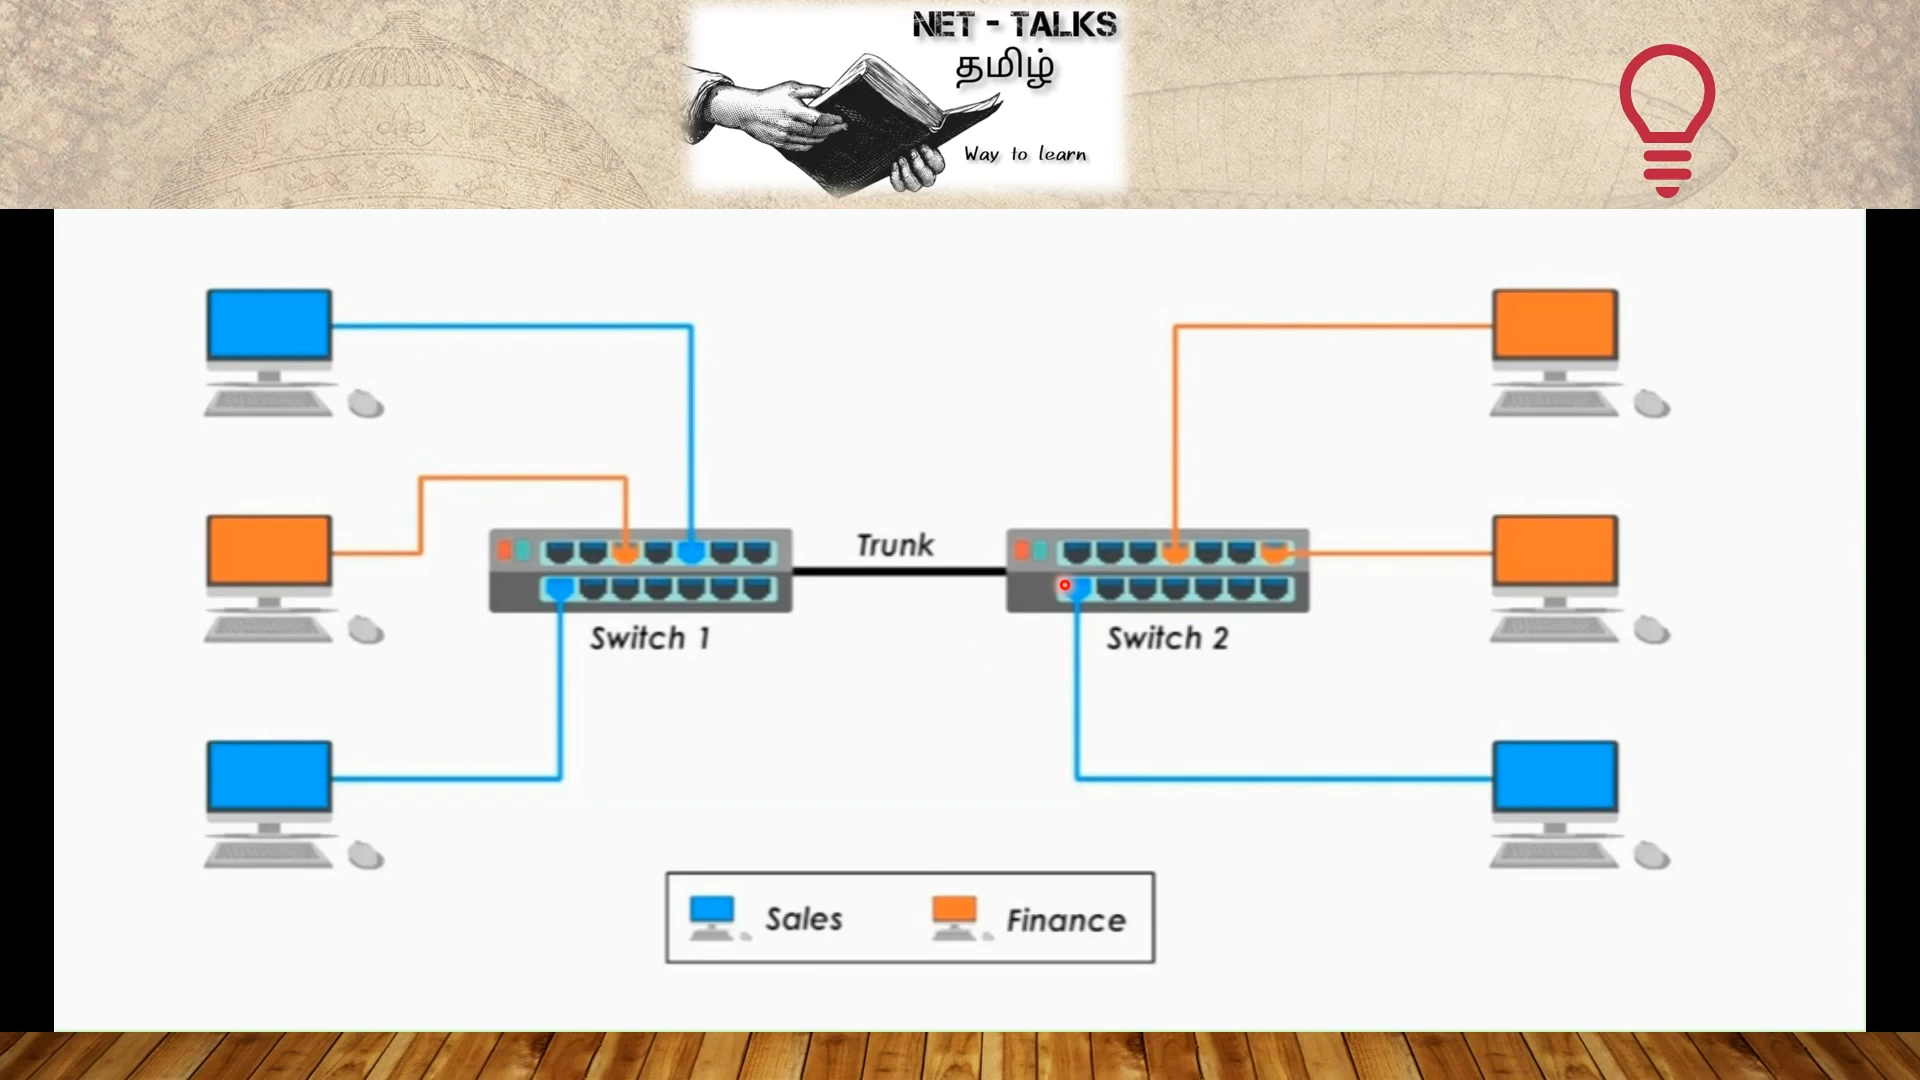 NET - TALKS
தமிழ்
Way to learn
Trunk
Switch 1
Switch 2
Sales
Finance